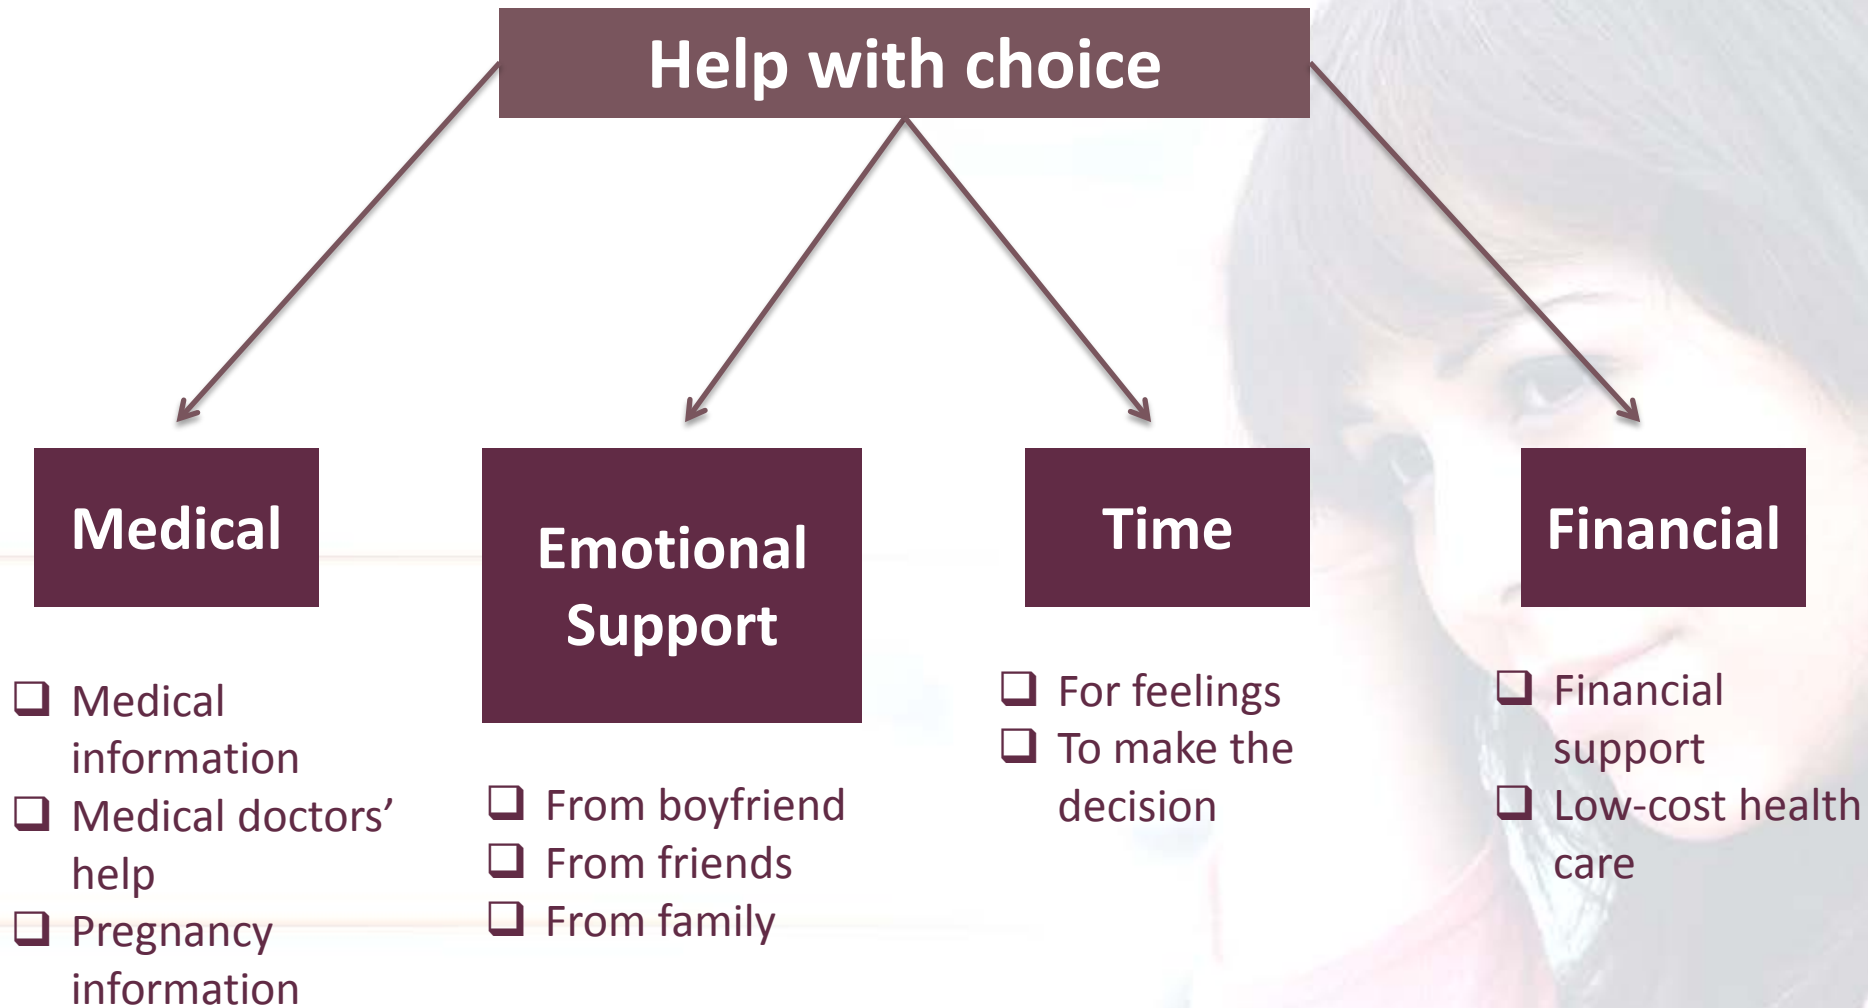 Help with choice
Medical
Emotional
Support
Time
Financial
❑ Medical
information
❑ Medical doctors’
help
❑ Pregnancy
information
❑ From boyfriend
❑ From friends
❑ From family
❑ For feelings
❑ To make the
decision
❑ Financial
support
❑ Low-cost health
care